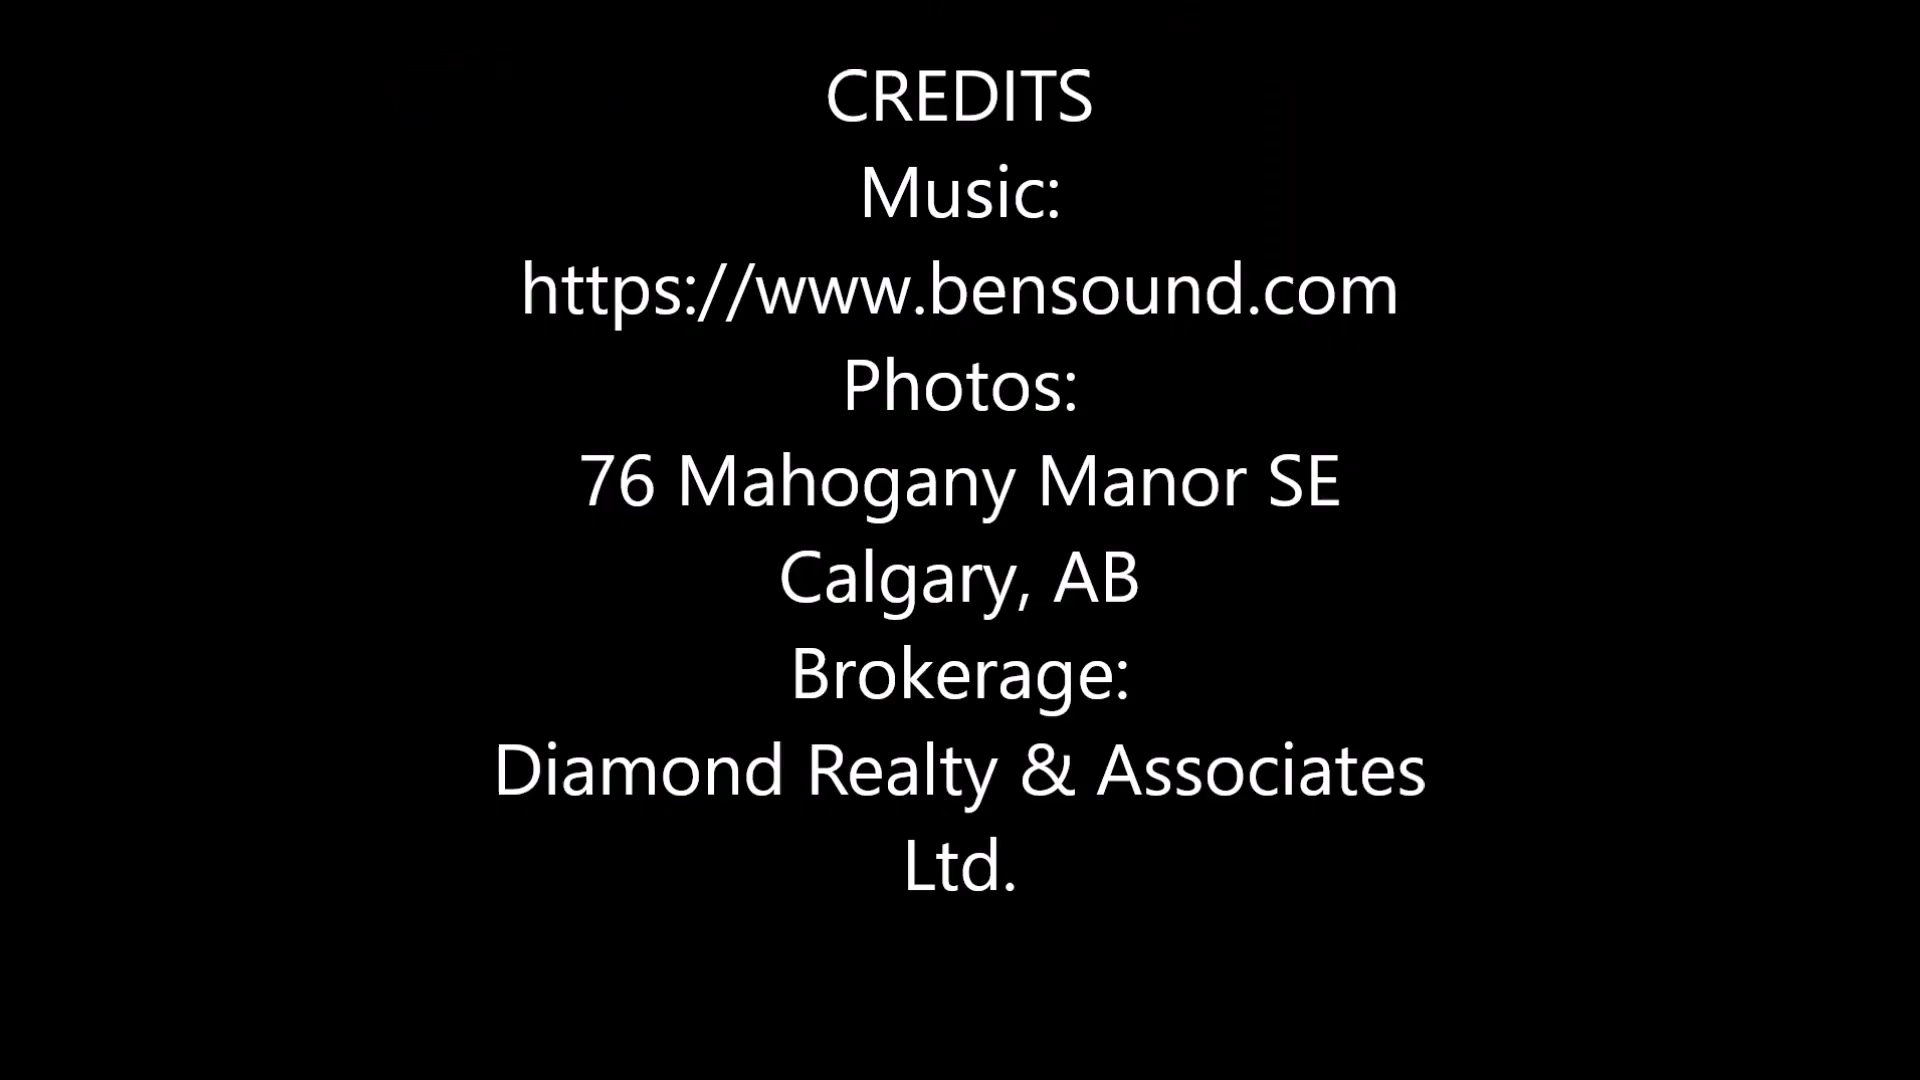 CREDITS
Music:
https://www.bensound.com
Photos:
76 Mahogany Manor SE
Calgary, AB
Brokerage:
Diamond Realty & Associates
Ltd.